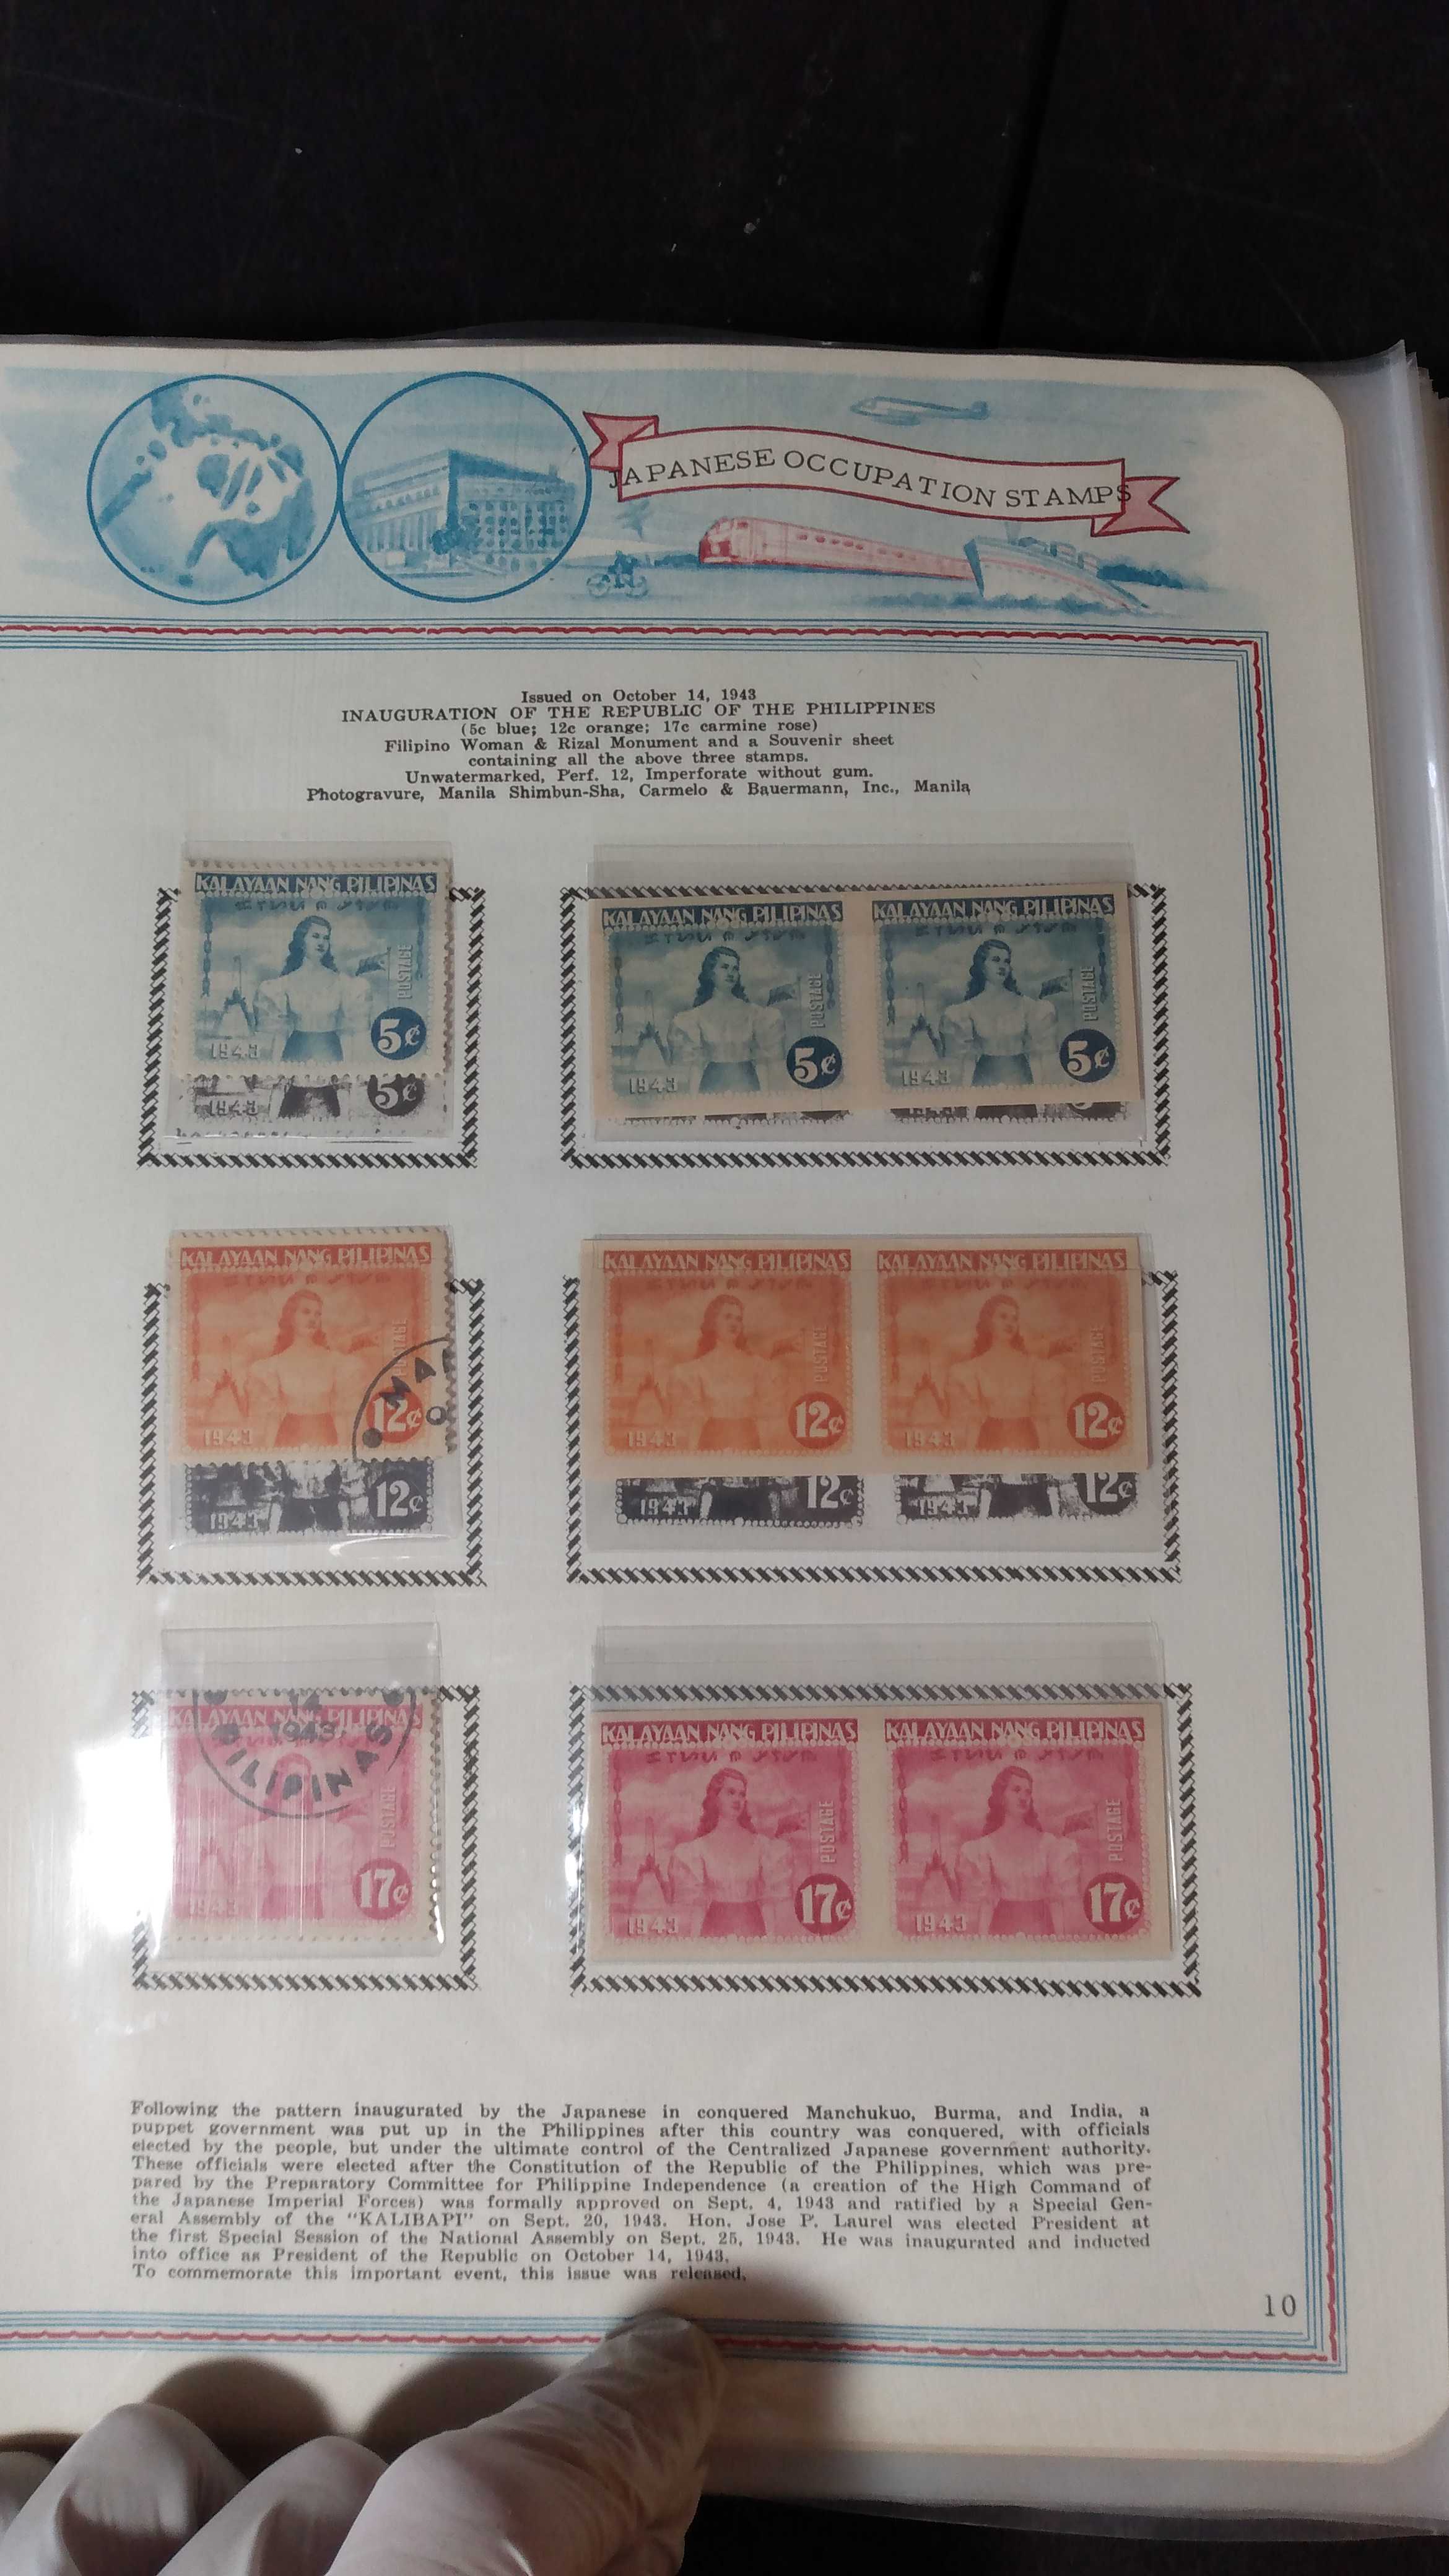 JAPANESE OCCUPATION STAMPS
Issued on October 14, 1943
INAUGURATION OF THE REPUBLIC OF THE PHILIPPINES
(5c blue; 12c orange; 17c carmine rose)
Filipino Woman & Rizal Monument and a Souvenir sheet
containing all the above three stamps.
Unwatermarked, Perf. 12, Imperforate without gum.
Photogravure, Manila Shimbun-Sha, Carmelo & Bauermann, Inc., Manila
KALAYAAN NANG PILIPINAS
POSTAGE
1943 5¢
1943 5¢
KALAYAAN NANG PILIPINAS KALAYAAN NANG PILIPINAS
POSTAGE POSTAGE
1943 5¢ 1943 5¢
KALAYAAN NANG PILIPINAS
POSTAGE
MA
1943 12¢
1943 12¢
KALAYAAN NANG PILIPINAS KALAYAAN NANG PILIPINAS
POSTAGE POSTAGE
1943 12¢ 1943 12¢
1943 12¢ 1943 12¢
14
1943
PILIPINAS
KALAYAAN NANG PILIPINAS
POSTAGE
1943 17¢
KALAYAAN NANG PILIPINAS KALAYAAN NANG PILIPINAS
POSTAGE POSTAGE
1943 17¢ 1943 17¢
Following the pattern inaugurated by the Japanese in conquered Manchukuo, Burma, and India, a
puppet government was put up in the Philippines after this country was conquered, with officials
elected by the people, but under the ultimate control of the Centralized Japanese government authority.
These officials were elected after the Constitution of the Republic of the Philippines, which was pre-
pared by the Preparatory Committee for Philippine Independence (a creation of the High Command of
the Japanese Imperial Forces) was formally approved on Sept. 4, 1943 and ratified by a Special Gen-
eral Assembly of the "KALIBAPI" on Sept. 20, 1943. Hon. Jose P. Laurel was elected President at
the first Special Session of the National Assembly on Sept. 25, 1943. He was inaugurated and inducted
into office as President of the Republic on October 14, 1943.
To commemorate this important event, this issue was released.
10